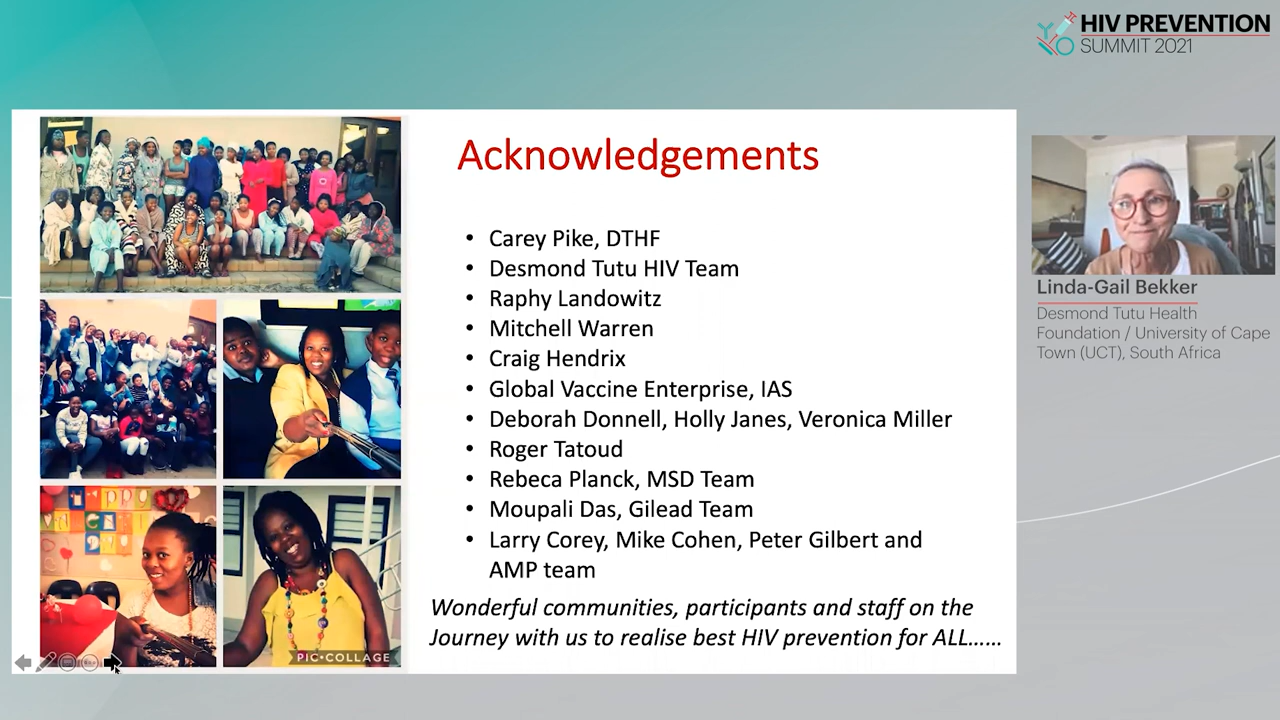 HIV PREVENTION
SUMMIT 2021
Acknowledgements
• Carey Pike, DTHF
• Desmond Tutu HIV Team
• Raphy Landowitz
• Mitchell Warren
• Craig Hendrix
• Global Vaccine Enterprise, IAS
• Deborah Donnell, Holly Janes, Veronica Miller
• Roger Tatoud
• Rebeca Planck, MSD Team
• Moupali Das, Gilead Team
• Larry Corey, Mike Cohen, Peter Gilbert and
AMP team
Wonderful communities, participants and staff on the
Journey with us to realise best HIV prevention for ALL......
PIC•COLLAGE
Linda-Gail Bekker
Desmond Tutu Health
Foundation / University of Cape
Town (UCT), South Africa